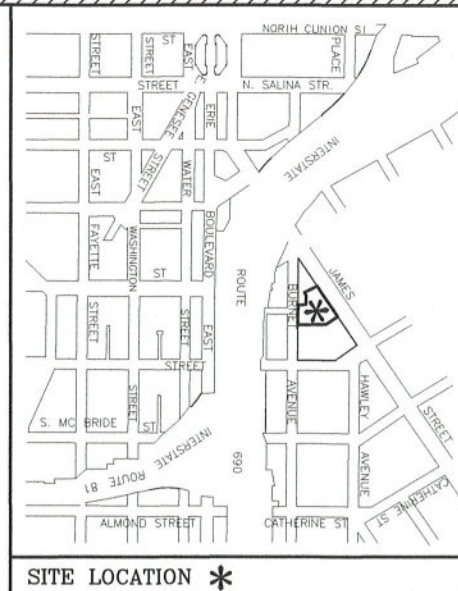 NORTH CLINTON ST
STREET
ST
STREET
EAST
PLACE
STREET
N. SALINA STR.
ERIE
GENESEE
STREET
EAST
INTERSTATE
ST
WATER
EAST
BOULEVARD
FAYETTE
WASHINGTON
ST
ROUTE
JAMES
BURNET
STREET
STREET
EAST
STREET
STREET
AVENUE
HAWLEY
STREET
S. MC BRIDE
ST
INTERSTATE ROUTE 81
690
AVENUE
CATHERINE ST
ALMOND STREET
CATHERINE ST
SITE LOCATION